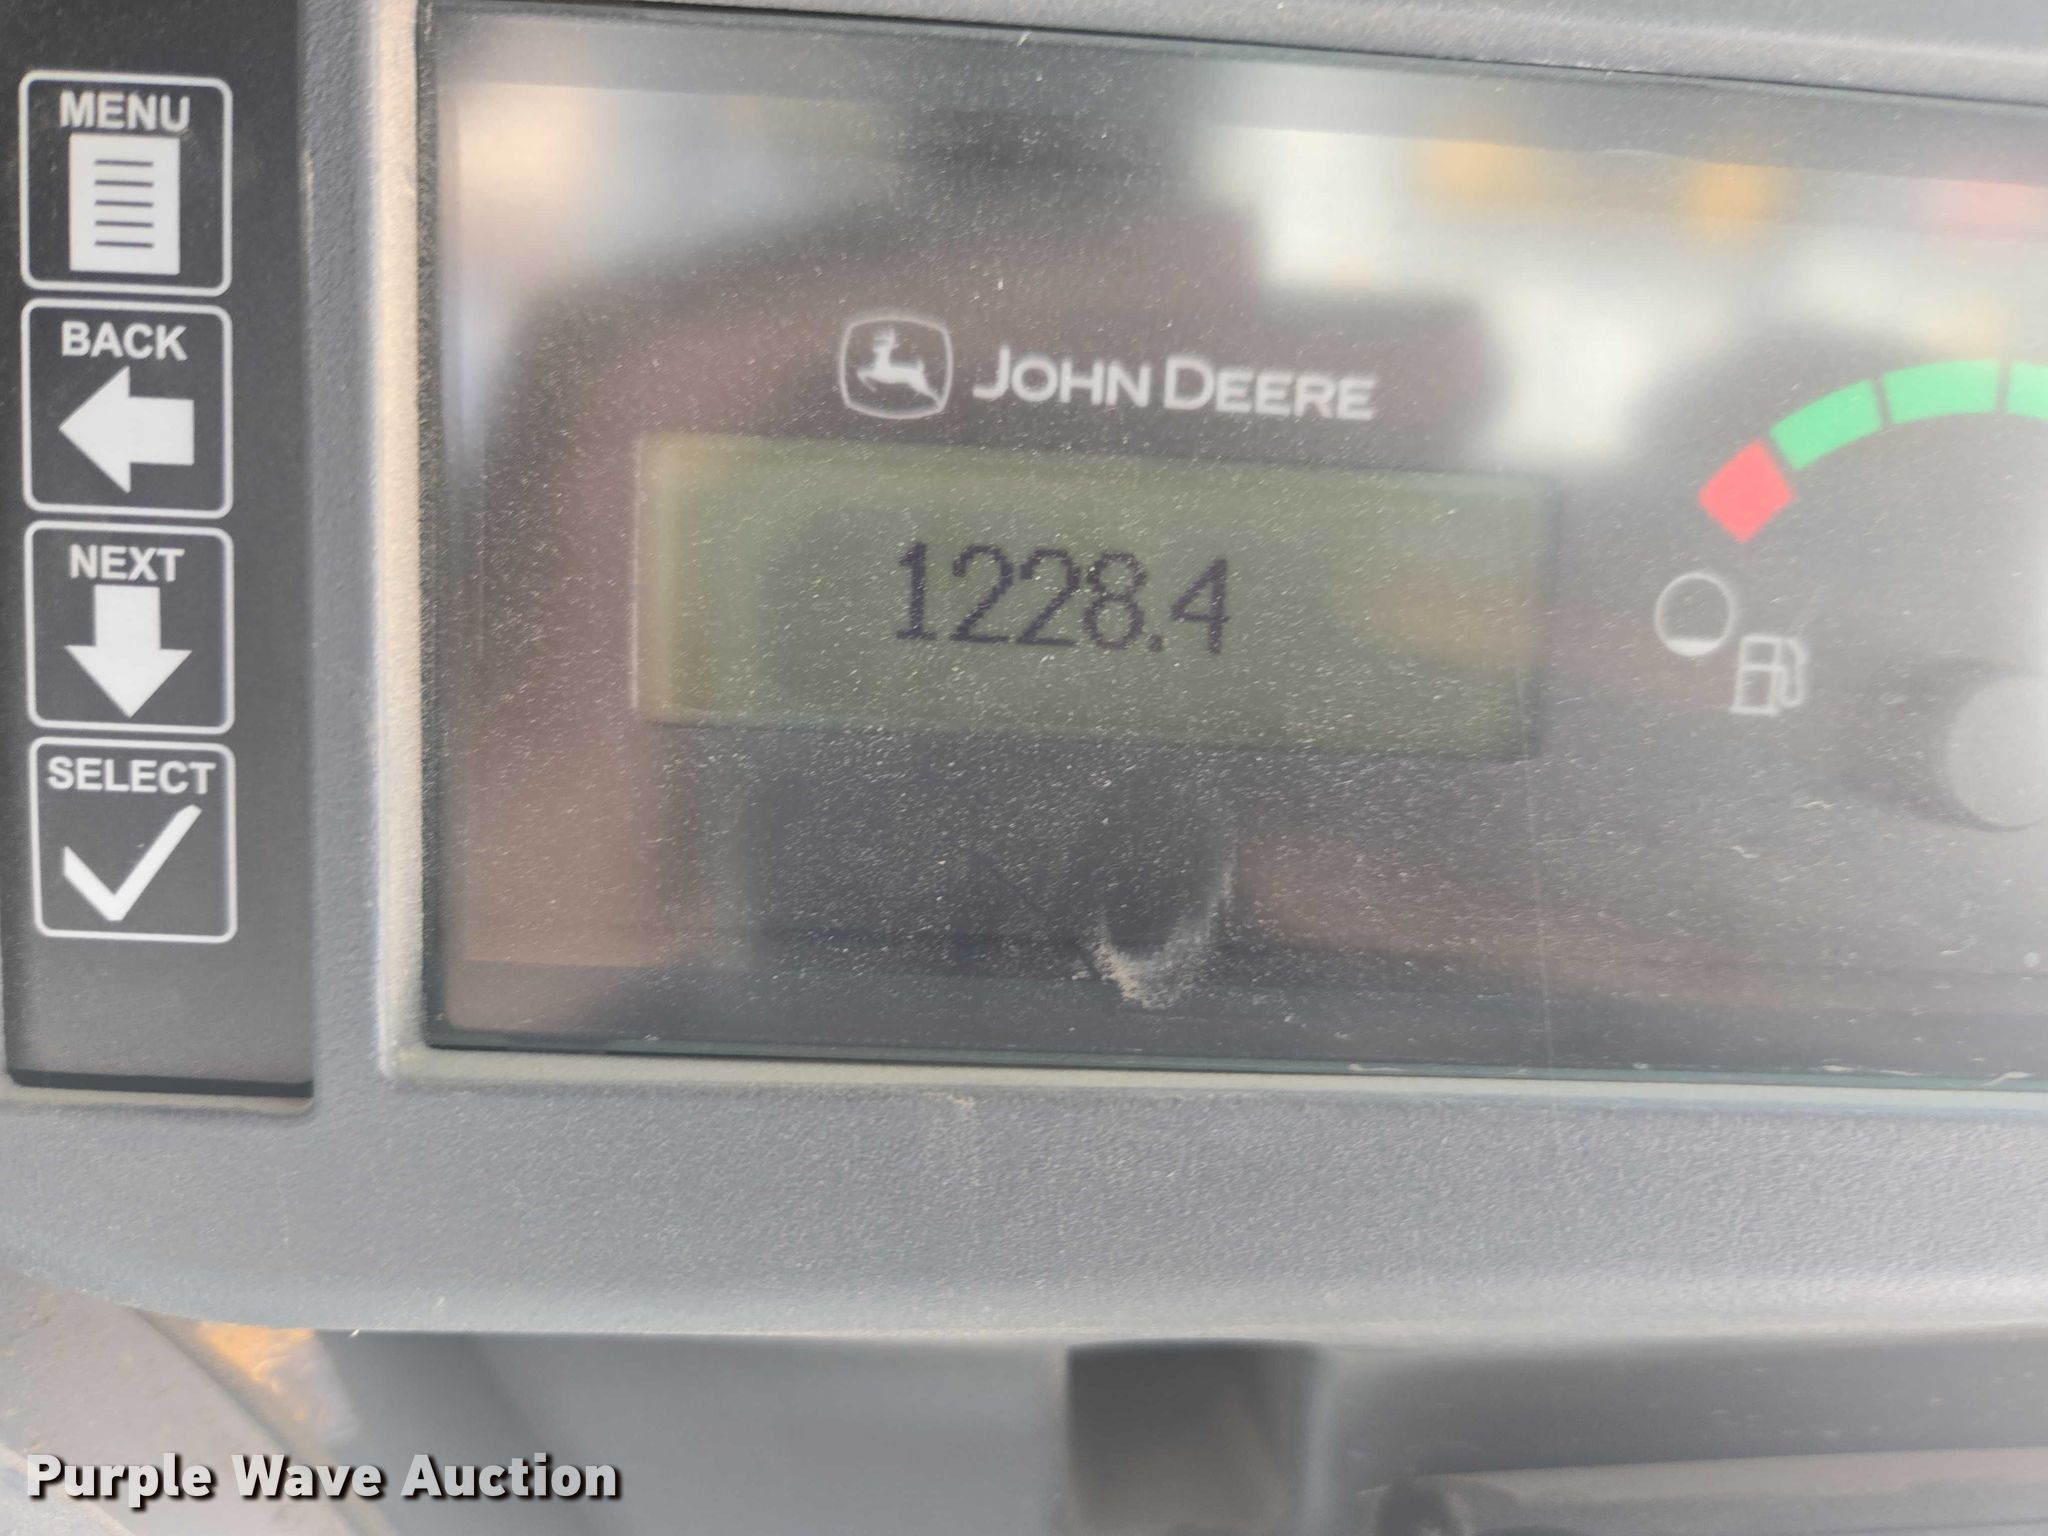 MENU
BACK
NEXT
SELECT
JOHN DEERE
1228.4
Purple Wave Auction